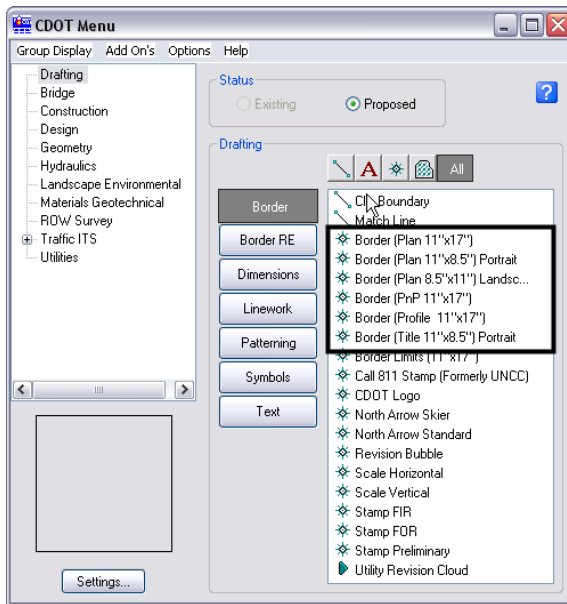 CDOT Menu
Group Display Add On's Options Help
Drafting
Bridge
Construction
Design
Geometry
Hydraulics
Landscape Environmental
Materials Geotechnical
ROW Survey
Traffic ITS
Utilities
Settings...
Status
Existing
Proposed
?
Drafting
A
All
Border
Border RE
Dimensions
Linework
Patterning
Symbols
Text
Boundary
Match Line
Border (Plan 11"x17")
Border (Plan 11"x8.5") Portrait
Border (Plan 8.5"x11") Landsc...
Border (PnP 11"x17")
Border (Profile 11"x17")
Border (Title 11"x8.5") Portrait
Border Limits (11"x17")
Call 811 Stamp (Formerly UNCC)
CDOT Logo
North Arrow Skier
North Arrow Standard
Revision Bubble
Scale Horizontal
Scale Vertical
Stamp FIR
Stamp FOR
Stamp Preliminary
Utility Revision Cloud